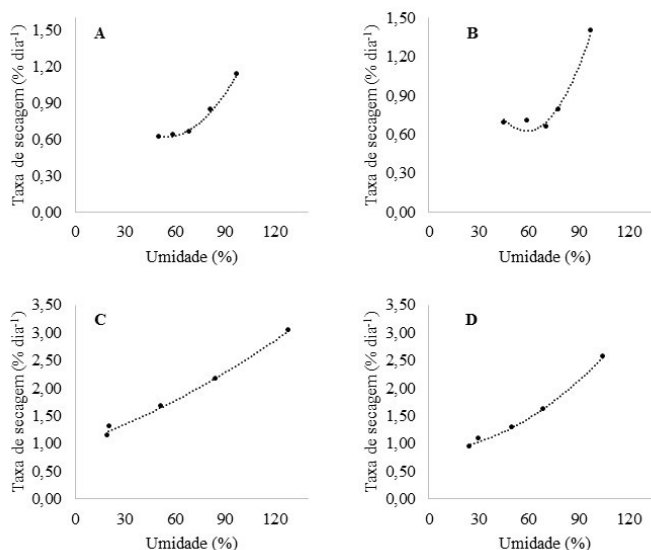 A
Taxa de secagem (% dia-1)
1,50
1,20
0,90
0,60
0,30
0,00
0 30 60 90 120
Umidade (%)
B
Taxa de secagem (% dia-1)
1,50
1,20
0,90
0,60
0,30
0,00
0 30 60 90 120
Umidade (%)
C
Taxa de secagem (% dia-1)
3,50
3,00
2,50
2,00
1,50
1,00
0,50
0,00
0 30 60 90 120
Umidade (%)
D
Taxa de secagem (% dia-1)
3,50
3,00
2,50
2,00
1,50
1,00
0,50
0,00
0 30 60 90 120
Umidade (%)